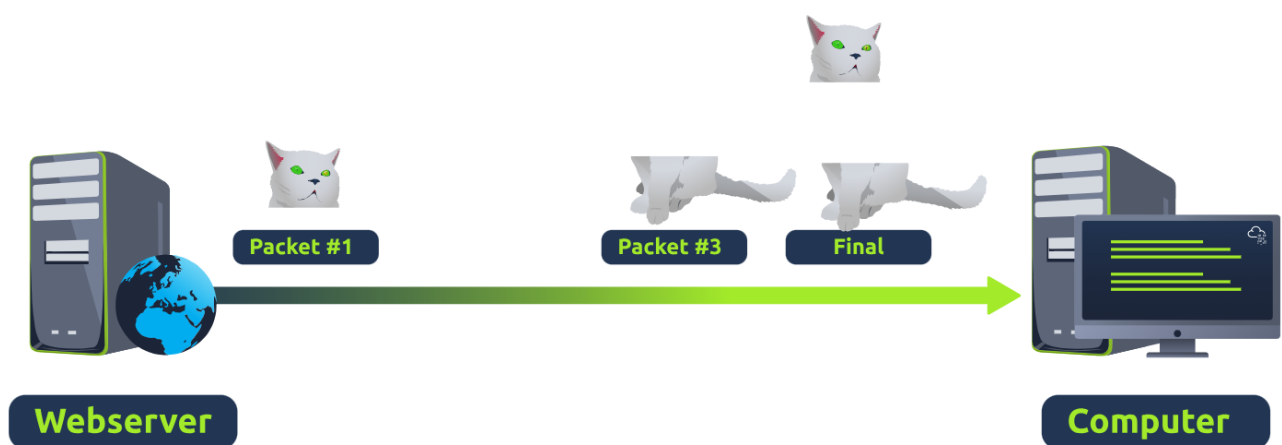 Packet #1
Packet #3
Final
Webserver
Computer